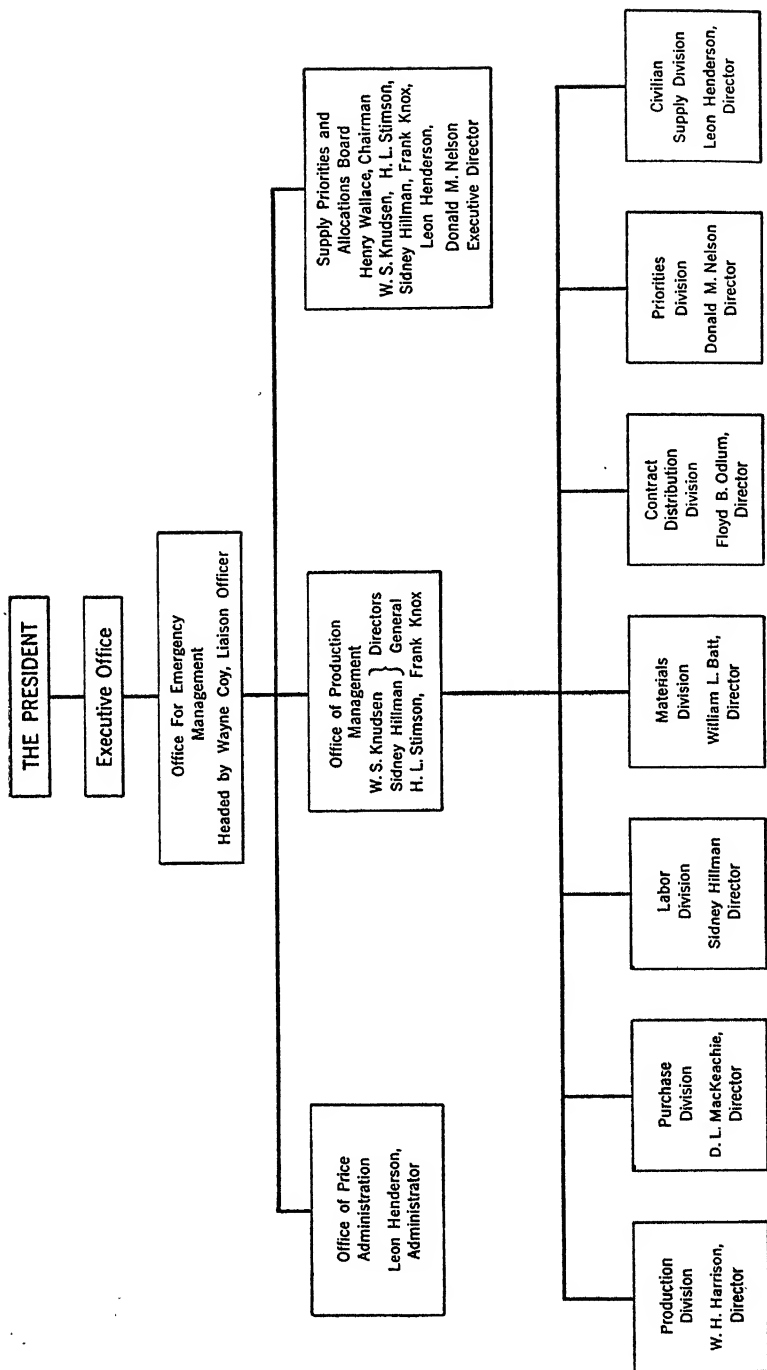 THE PRESIDENT
Executive Office
Office For Emergency
Management
Headed by Wayne Coy, Liaison Officer
Office of Price
Administration
Leon Henderson,
Administrator
Office of Production
Management
W. S. Knudsen } Directors
Sidney Hillman } General
H. L. Stimson, Frank Knox
Supply Priorities and
Allocations Board
Henry Wallace, Chairman
W. S. Knudsen, H. L. Stimson,
Sidney Hillman, Frank Knox,
Leon Henderson,
Donald M. Nelson
Executive Director
Production
Division
W. H. Harrison,
Director
Purchase
Division
D. L. MacKeachie,
Director
Labor
Division
Sidney Hillman
Director
Materials
Division
William L. Batt,
Director
Contract
Distribution
Division
Floyd B. Odlum,
Director
Priorities
Division
Donald M. Nelson
Director
Civilian
Supply Division
Leon Henderson,
Director